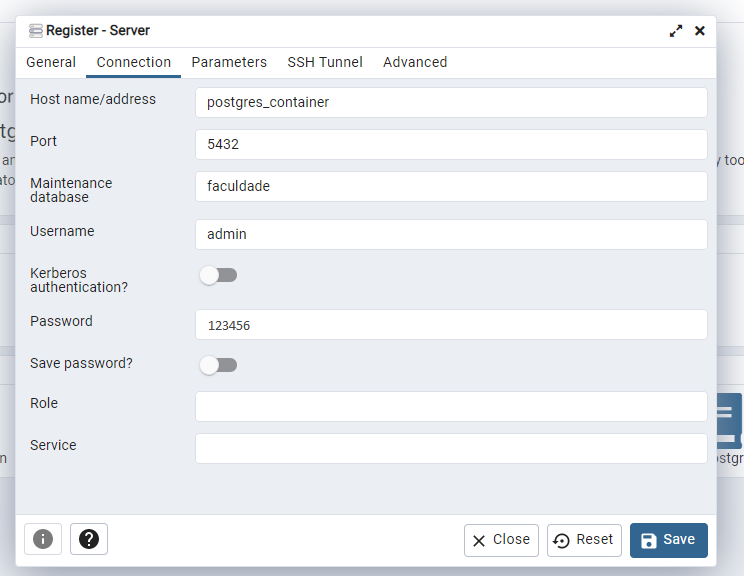 Register - Server
General Connection Parameters SSH Tunnel Advanced
Host name/address postgres_container
Port 5432
Maintenance
database
faculdade
Username admin
Kerberos
authentication?
Password 123456
Save password?
Role
Service
Close Reset Save